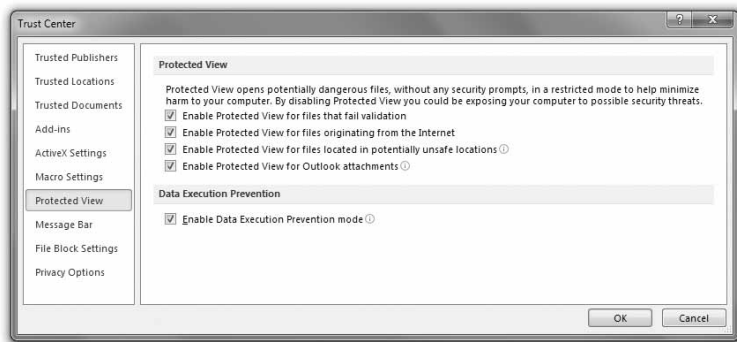 Trust Center
Trusted Publishers
Trusted Locations
Trusted Documents
Add-ins
ActiveX Settings
Macro Settings
Protected View
Message Bar
File Block Settings
Privacy Options
Protected View
Protected View opens potentially dangerous files, without any security prompts, in a restricted mode to help minimize
harm to your computer. By disabling Protected View you could be exposing your computer to possible security threats.
Enable Protected View for files that fail validation
Enable Protected View for files originating from the Internet
Enable Protected View for files located in potentially unsafe locations
Enable Protected View for Outlook attachments
Data Execution Prevention
Enable Data Execution Prevention mode
OK
Cancel